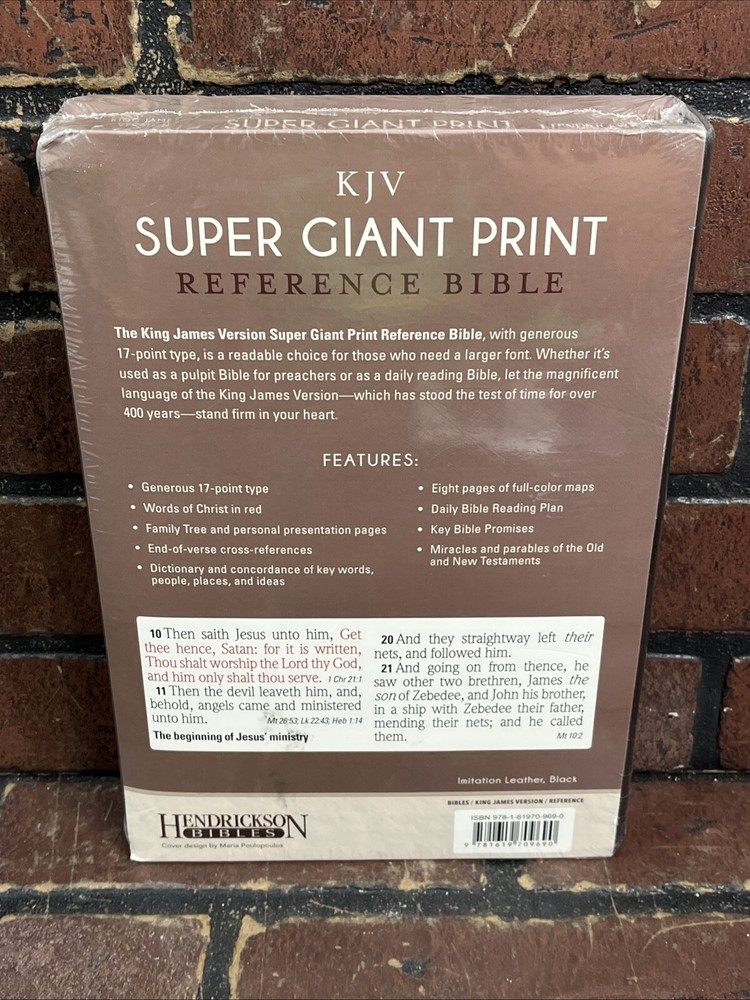 SUPER GIANT PRINT
KJV
SUPER GIANT PRINT
REFERENCE BIBLE
The King James Version Super Giant Print Reference Bible, with generous
17-point type, is a readable choice for those who need a larger font. Whether it's
used as a pulpit Bible for preachers or as a daily reading Bible, let the magnificent
language of the King James Version—which has stood the test of time for over
400 years—stand firm in your heart.
FEATURES:
• Generous 17-point type
• Words of Christ in red
• Family Tree and personal presentation pages
• End-of-verse cross-references
• Dictionary and concordance of key words,
people, places, and ideas
• Eight pages of full-color maps
• Daily Bible Reading Plan
• Key Bible Promises
• Miracles and parables of the Old
and New Testaments
10 Then saith Jesus unto him, Get
thee hence, Satan: for it is written,
Thou shalt worship the Lord thy God,
and him only shalt thou serve. 1 Chr 21:1
11 Then the devil leaveth him, and,
behold, angels came and ministered
unto him. Mt 26:53; Lk 22:43; Heb 1:14
The beginning of Jesus' ministry
20 And they straightway left their
nets, and followed him.
21 And going on from thence, he
saw other two brethren, James the
son of Zebedee, and John his brother,
in a ship with Zebedee their father,
mending their nets; and he called
them. Mt 10:2
Imitation Leather, Black
BIBLES / KING JAMES VERSION / REFERENCE
HENDRICKSON
BIBLES
Cover design by Maria Poulopoulos
ISBN 978-1-61970-969-0
9 781619 709690